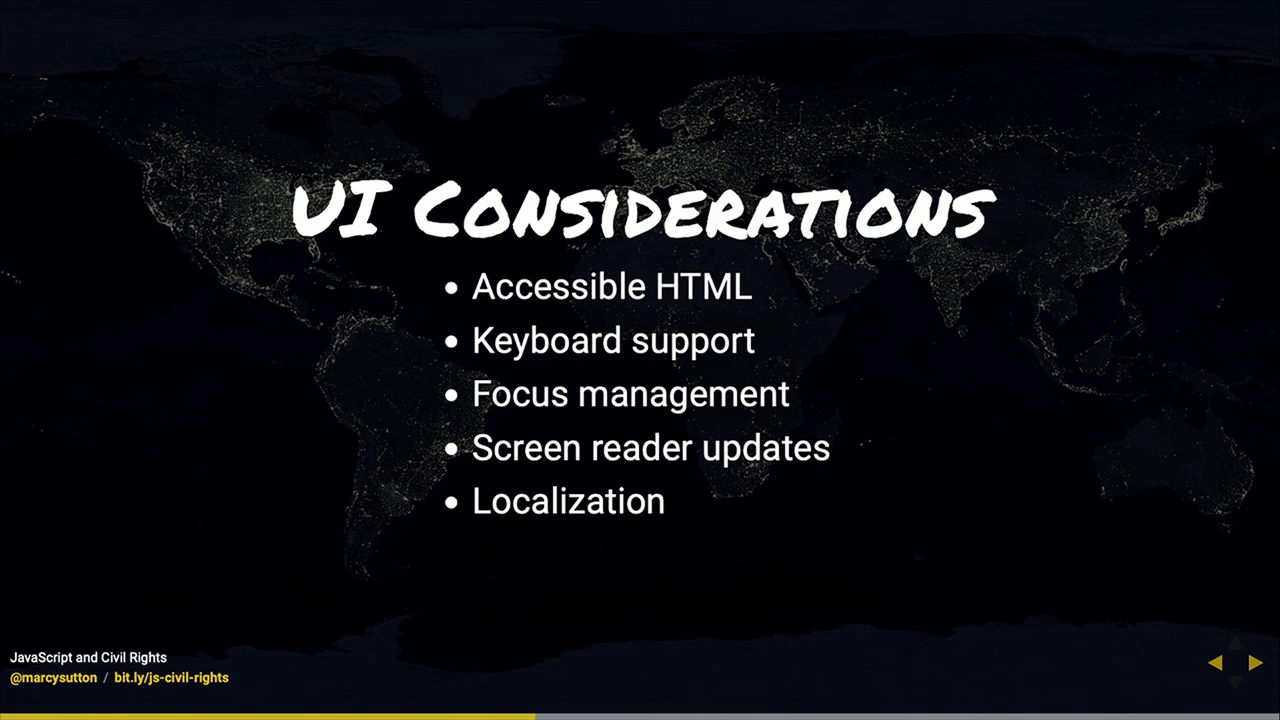 UI Considerations
• Accessible HTML
• Keyboard support
• Focus management
• Screen reader updates
• Localization
JavaScript and Civil Rights
@marcysutton / bit.ly/js-civil-rights